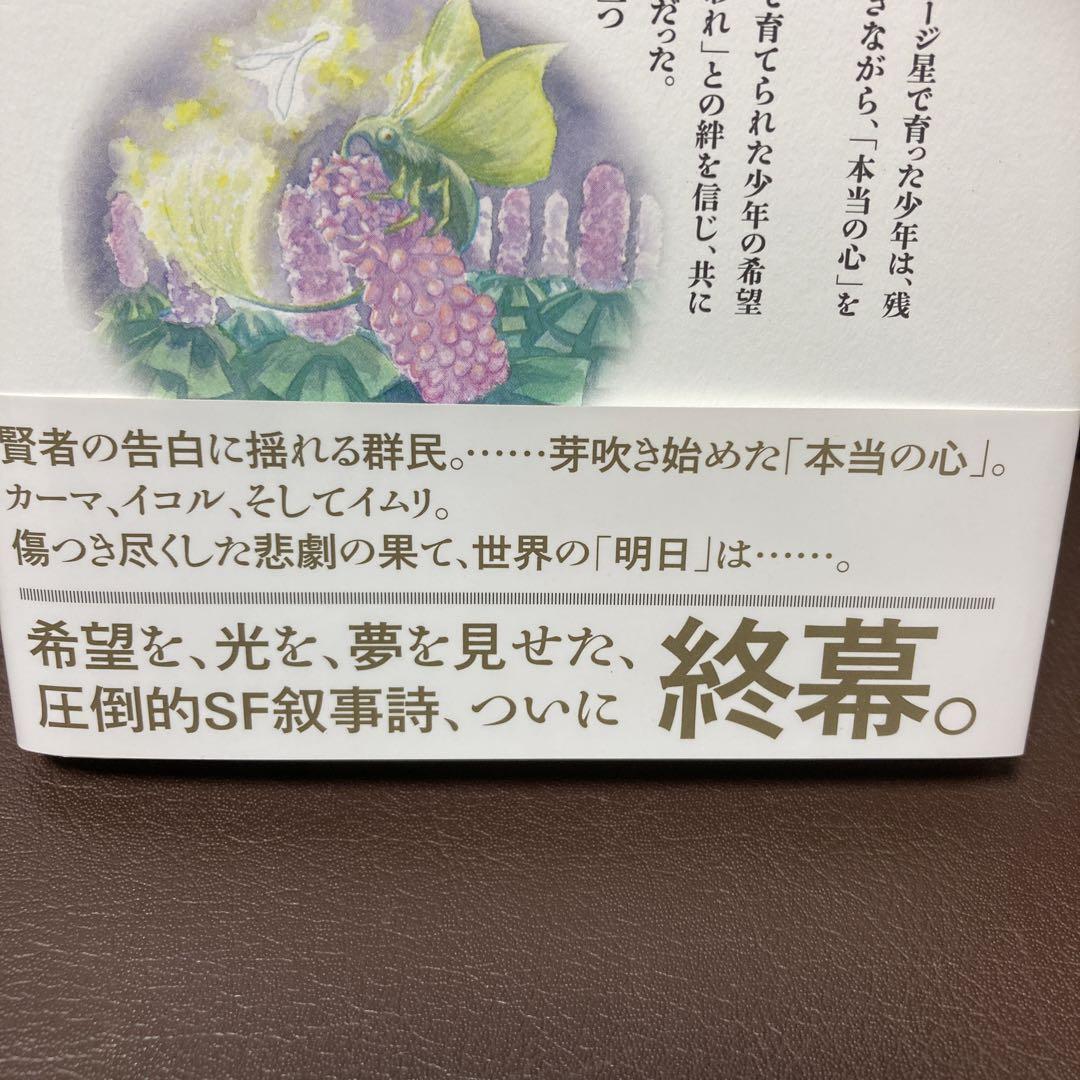 ージ星で育った少年は、残
さながら、「本当の心」を
で育てられた少年の希望
れ」との絆を信じ、共に
だった。
つ
賢者の告白に揺れる群民。……芽吹き始めた「本当の心」。
カーマ、イコル、そしてイムリ。
傷つき尽くした悲劇の果て、世界の「明日」は……。
希望を、光を、夢を見せた、
圧倒的SF叙事詩、ついに
終幕。